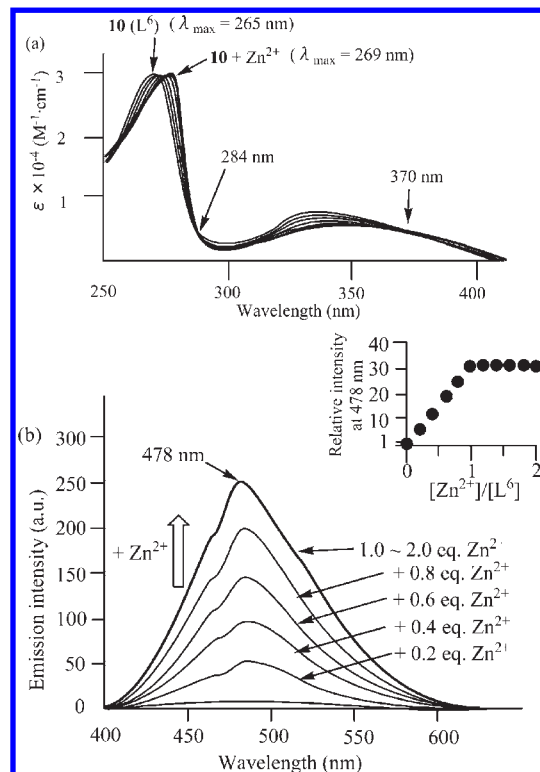 (a)
10 (L⁶) (λmax = 265 nm)
10 + Zn²⁺ (λmax = 269 nm)
ε × 10⁻⁴ (M⁻¹·cm⁻¹)
3
2
1
284 nm
370 nm
250 300 350 400
Wavelength (nm)
Relative intensity
at 478 nm
40
30
20
10
1
0 1 2
[Zn²⁺]/[L⁶]
(b)
Emission intensity (a.u.)
300
250
200
150
100
50
0
478 nm
+ Zn²⁺
1.0 ~ 2.0 eq. Zn²
+ 0.8 eq. Zn²⁺
+ 0.6 eq. Zn²⁺
+ 0.4 eq. Zn²⁺
+ 0.2 eq. Zn²⁺
400 450 500 550 600
Wavelength (nm)